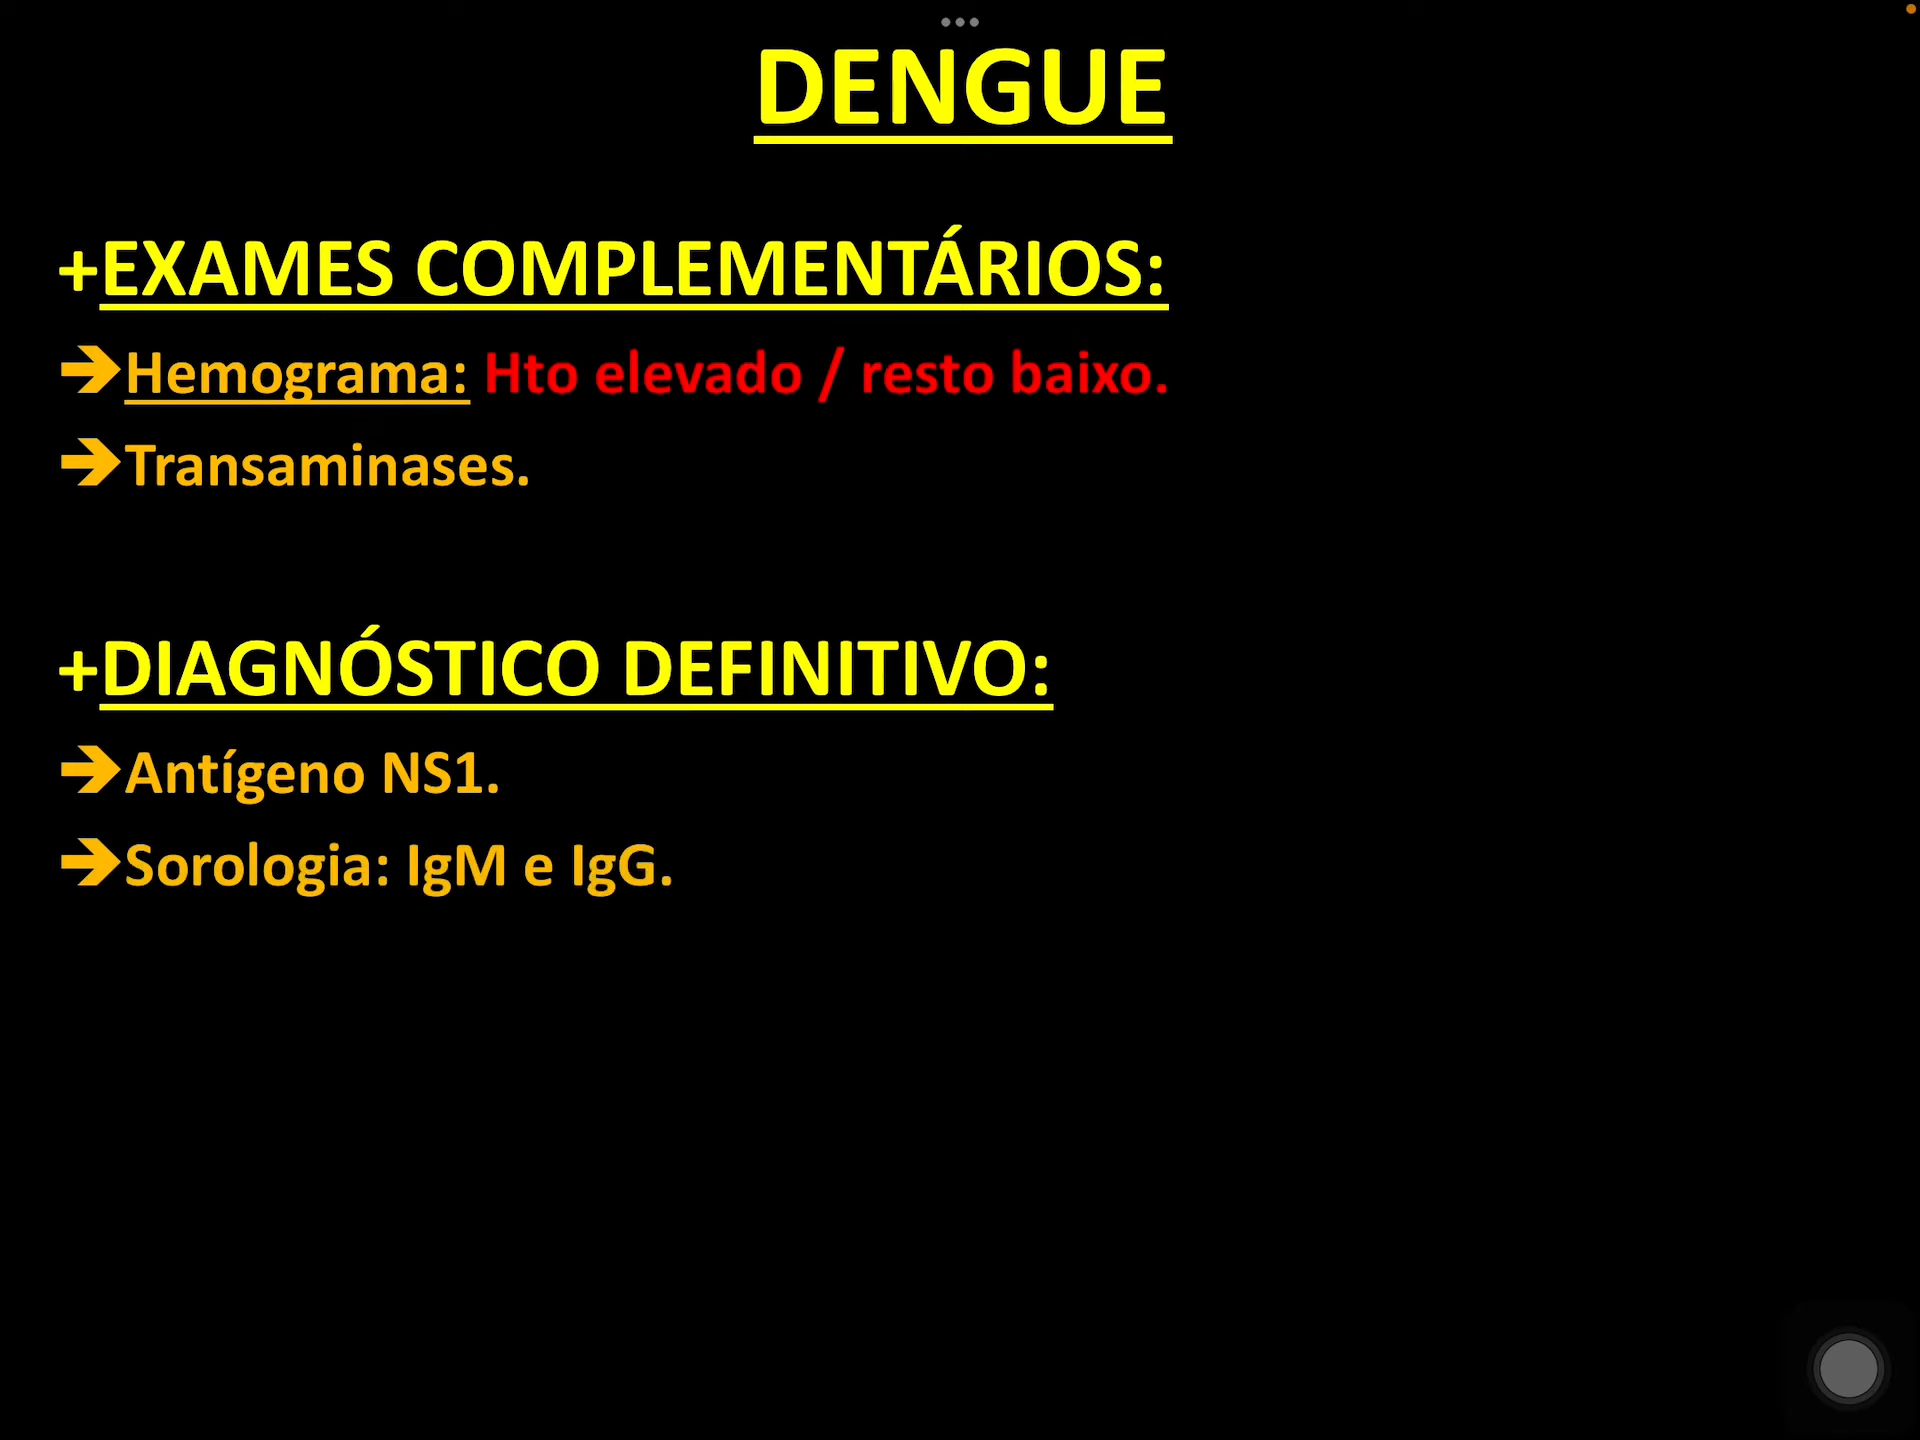 DENGUE
+EXAMES COMPLEMENTÁRIOS:
➔Hemograma: Hto elevado / resto baixo.
➔Transaminases.
+DIAGNÓSTICO DEFINITIVO:
➔Antígeno NS1.
➔Sorologia: IgM e IgG.